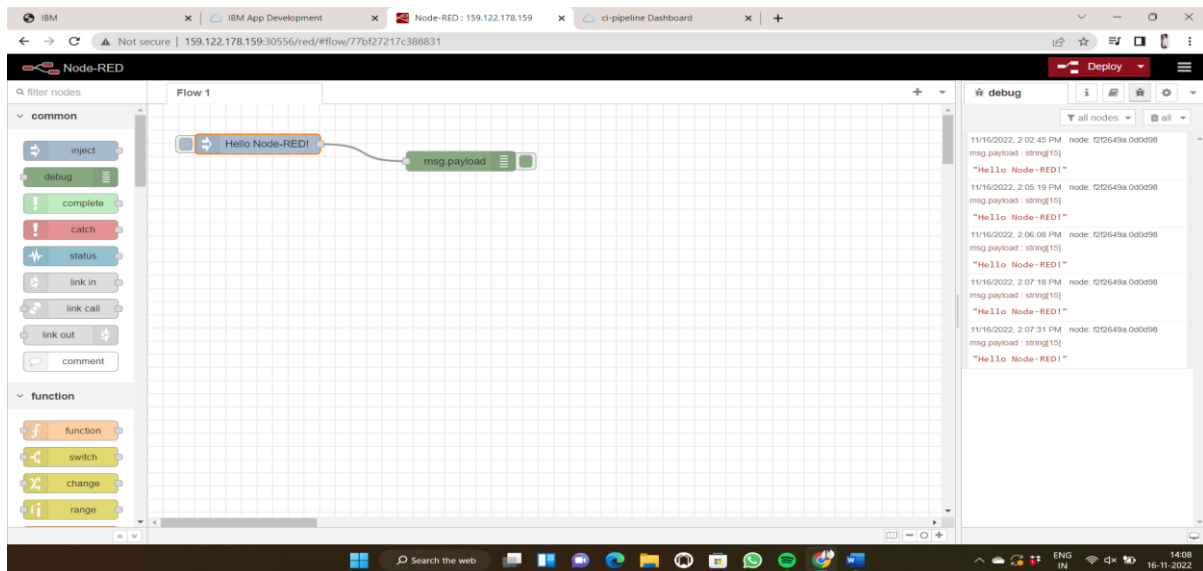 IBM
IBM App Development
Node-RED : 159.122.178.159
ci-pipeline Dashboard
Not secure | 159.122.178.159:30556/red/#flow/77bf27217c388831
Node-RED
Deploy
filter nodes
Flow 1
debug
i
all nodes
all
common
inject
debug
complete
catch
status
link in
link call
link out
comment
function
function
switch
change
range
Hello Node-RED!
msg.payload
11/16/2022, 2:02:45 PM node: f2f2649a.0d0d98
msg.payload : string[15]
"Hello Node-RED!"
11/16/2022, 2:05:19 PM node: f2f2649a.0d0d98
msg.payload : string[15]
"Hello Node-RED!"
11/16/2022, 2:06:08 PM node: f2f2649a.0d0d98
msg.payload : string[15]
"Hello Node-RED!"
11/16/2022, 2:07:18 PM node: f2f2649a.0d0d98
msg.payload : string[15]
"Hello Node-RED!"
11/16/2022, 2:07:31 PM node: f2f2649a.0d0d98
msg.payload : string[15]
"Hello Node-RED!"
Search the web
ENG
IN
14:08
16-11-2022